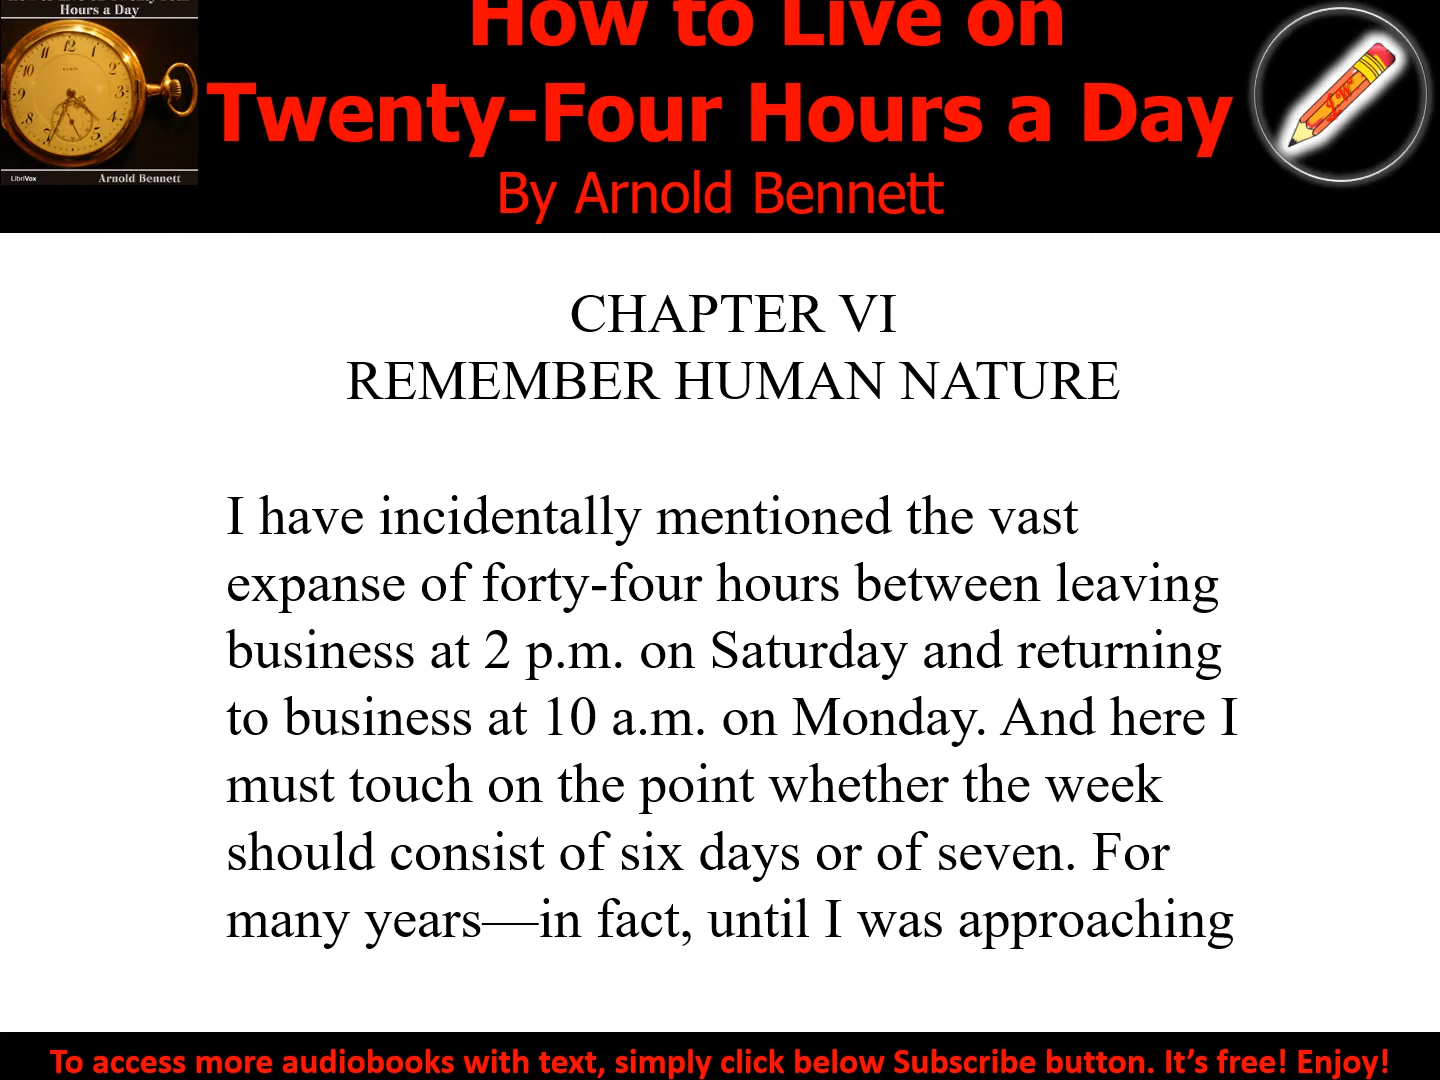 Hours a Day
LibriVox
Arnold Bennett
How to Live on
Twenty-Four Hours a Day
By Arnold Bennett
CHAPTER VI
REMEMBER HUMAN NATURE
I have incidentally mentioned the vast
expanse of forty-four hours between leaving
business at 2 p.m. on Saturday and returning
to business at 10 a.m. on Monday. And here I
must touch on the point whether the week
should consist of six days or of seven. For
many years—in fact, until I was approaching
To access more audiobooks with text, simply click below Subscribe button. It’s free! Enjoy!